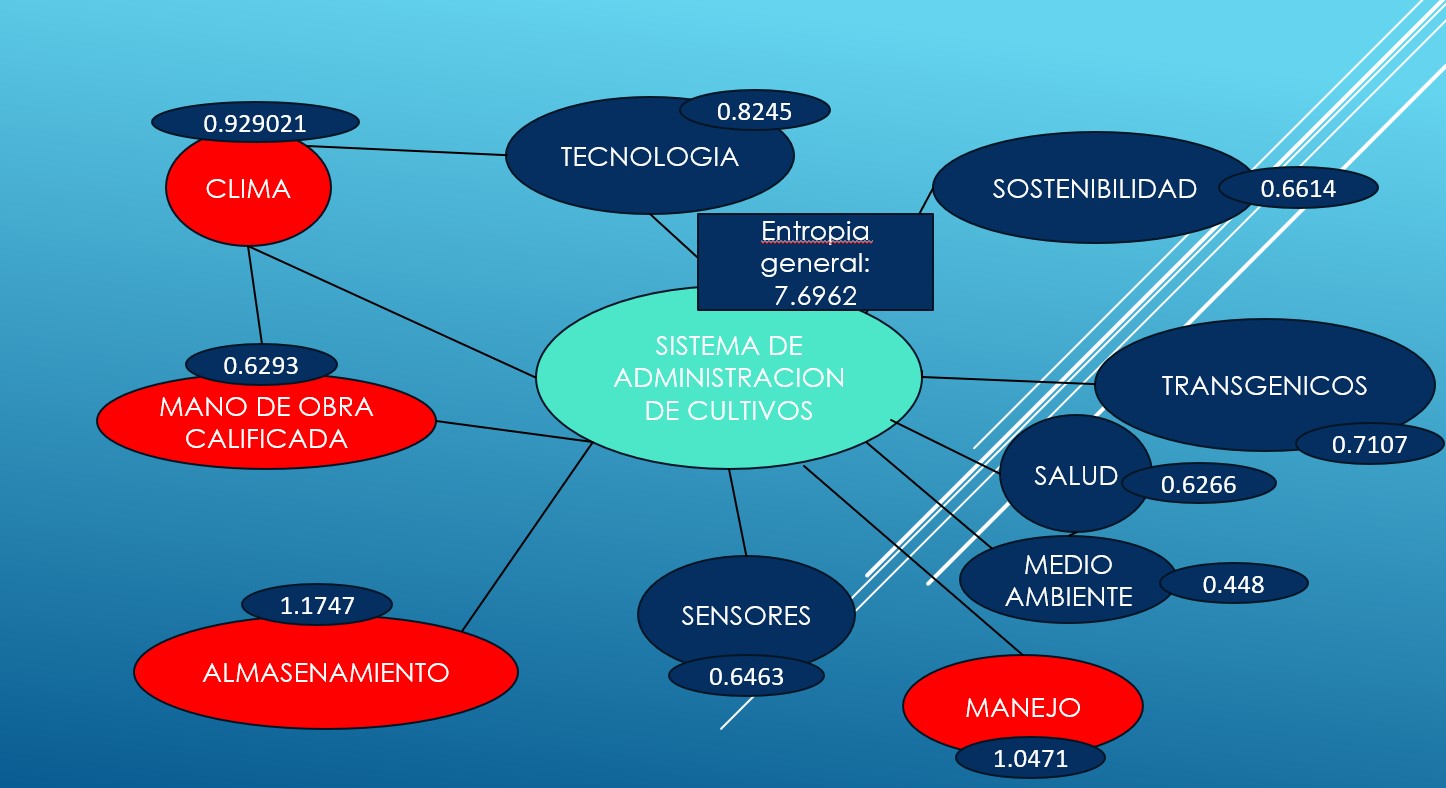 0.929021
CLIMA
0.8245
TECNOLOGIA
SOSTENIBILIDAD
0.6614
Entropia
general:
7.6962
SISTEMA DE
ADMINISTRACION
DE CULTIVOS
0.6293
MANO DE OBRA
CALIFICADA
TRANSGENICOS
0.7107
SALUD
0.6266
MEDIO
AMBIENTE
0.448
1.1747
ALMASENAMIENTO
SENSORES
0.6463
MANEJO
1.0471